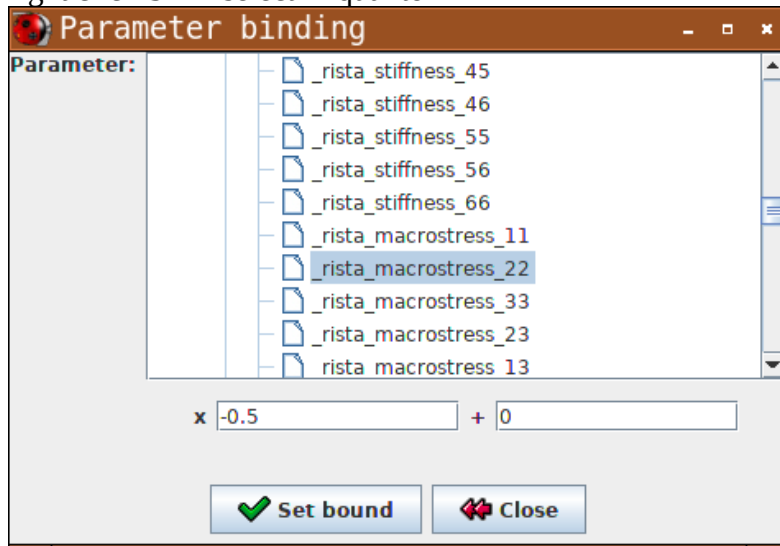 Parameter binding
Parameter:
_rista_stiffness_45
_rista_stiffness_46
_rista_stiffness_55
_rista_stiffness_56
_rista_stiffness_66
_rista_macrostress_11
_rista_macrostress_22
_rista_macrostress_33
_rista_macrostress_23
_rista_macrostress_13
x -0.5 + 0
Set bound Close